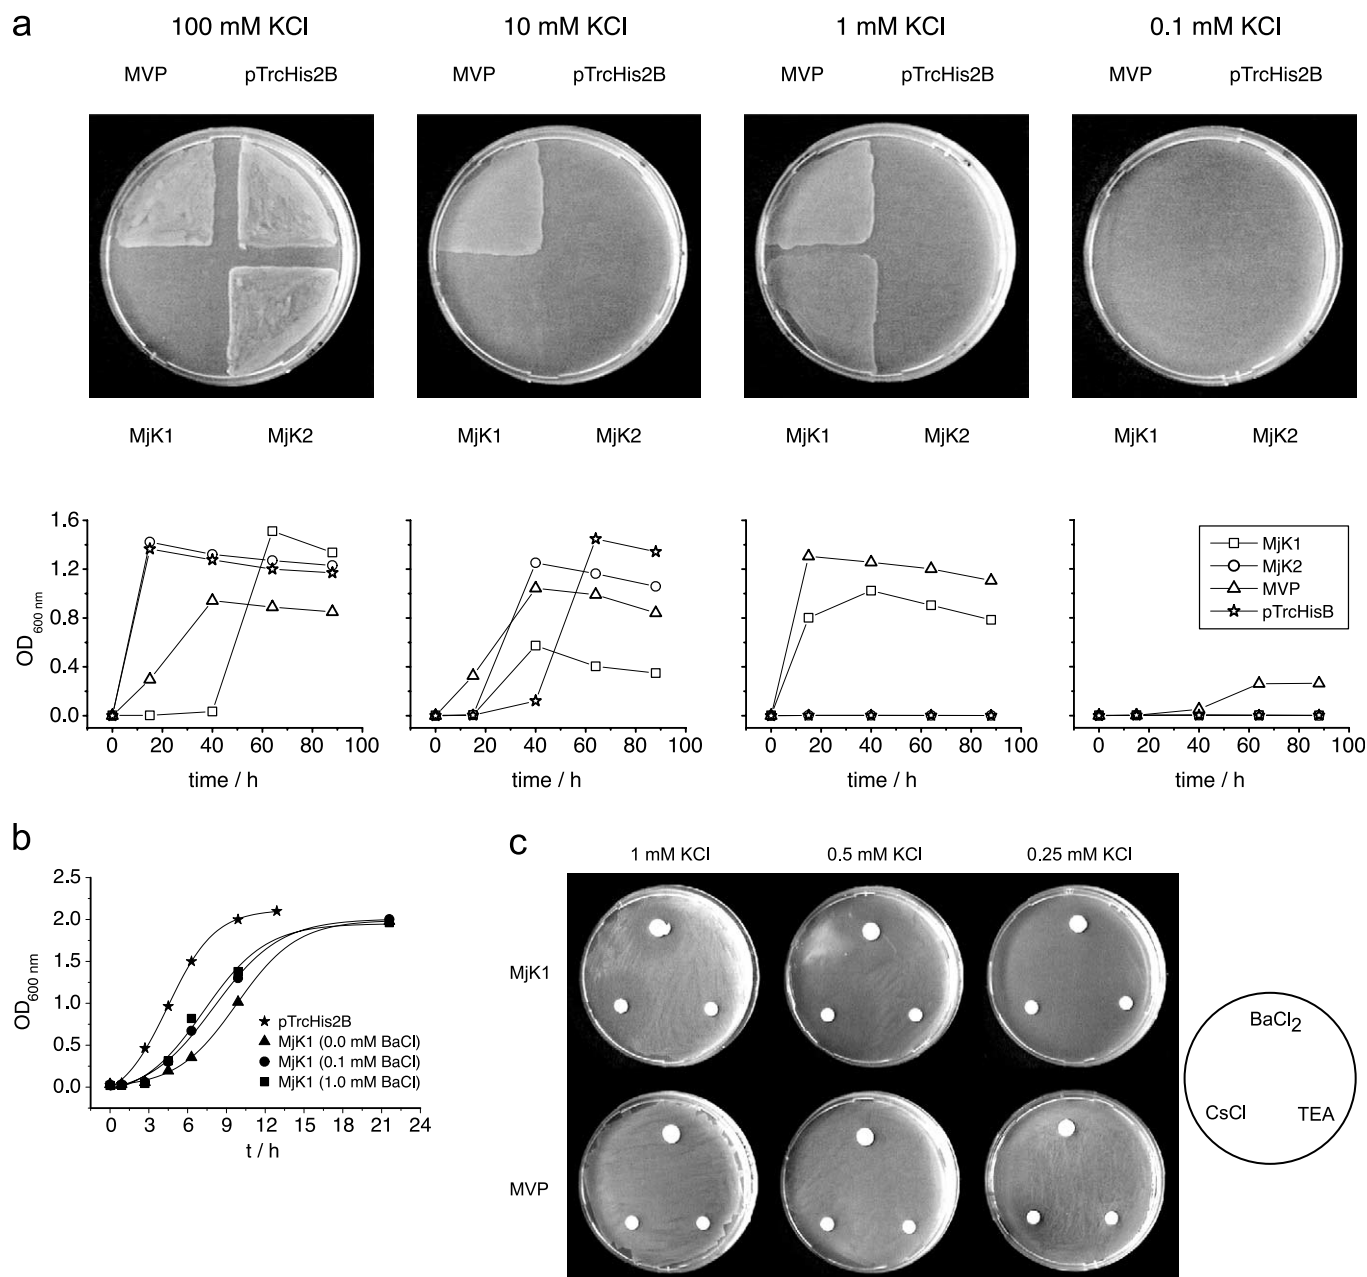 a
100 mM KCl 10 mM KCl 1 mM KCl 0.1 mM KCl
MVP pTrcHis2B MVP pTrcHis2B MVP pTrcHis2B MVP pTrcHis2B
MjK1 MjK2 MjK1 MjK2 MjK1 MjK2 MjK1 MjK2
OD600 nm
1.6
1.2
0.8
0.4
0.0
MjK1
MjK2
MVP
pTrcHisB
0 20 40 60 80 100 0 20 40 60 80 100 0 20 40 60 80 100 0 20 40 60 80 100
time / h time / h time / h time / h
b
OD600 nm
2.5
2.0
1.5
1.0
0.5
0.0
pTrcHis2B
MjK1 (0.0 mM BaCl)
MjK1 (0.1 mM BaCl)
MjK1 (1.0 mM BaCl)
0 3 6 9 12 15 18 21 24
t / h
c
1 mM KCl 0.5 mM KCl 0.25 mM KCl
MjK1
MVP
BaCl2
CsCl TEA